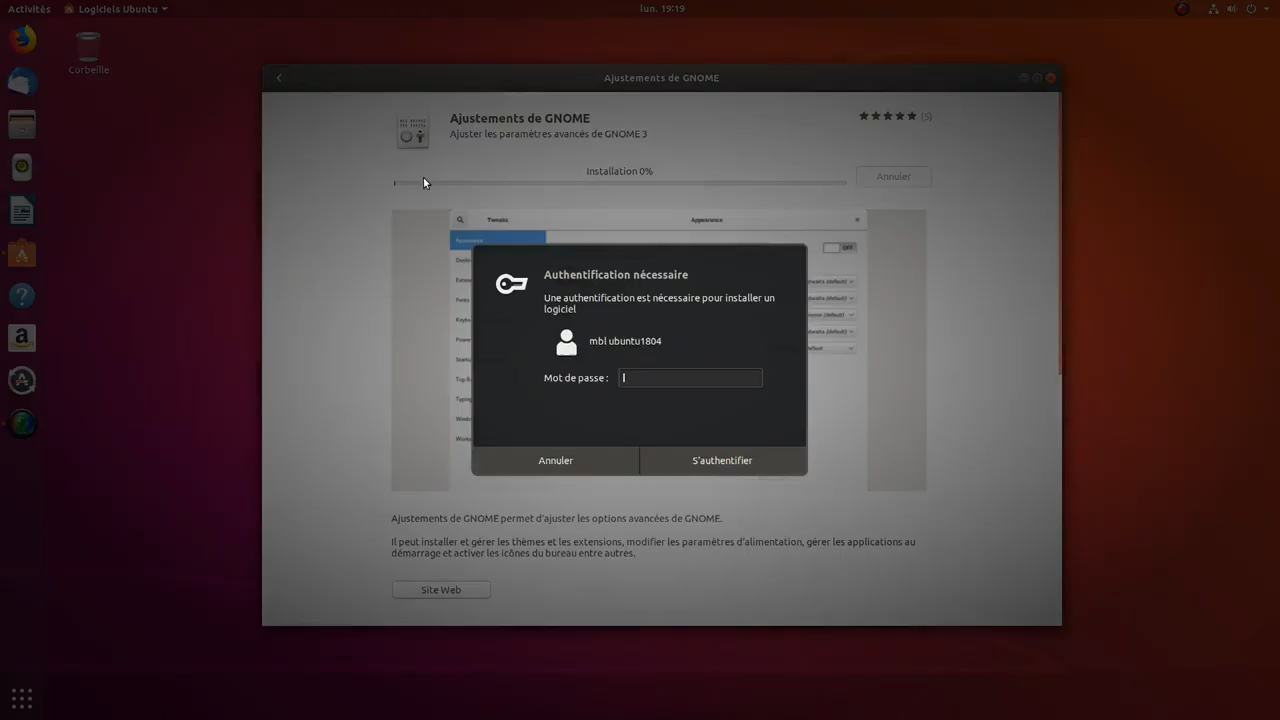 Activités
Logiciels Ubuntu
lun. 19:19
Corbeille
Ajustements de GNOME
Ajustements de GNOME
Ajuster les paramètres avancés de GNOME 3
(5)
Installation 0%
Annuler
Tweaks
Appearance
OFF
Authentification nécessaire
Une authentification est nécessaire pour installer un
logiciel
mbl ubuntu1804
Mot de passe :
Annuler
S'authentifier
Ajustements de GNOME permet d'ajuster les options avancées de GNOME.
Il peut installer et gérer les thèmes et les extensions, modifier les paramètres d'alimentation, gérer les applications au
démarrage et activer les icônes du bureau entre autres.
Site Web